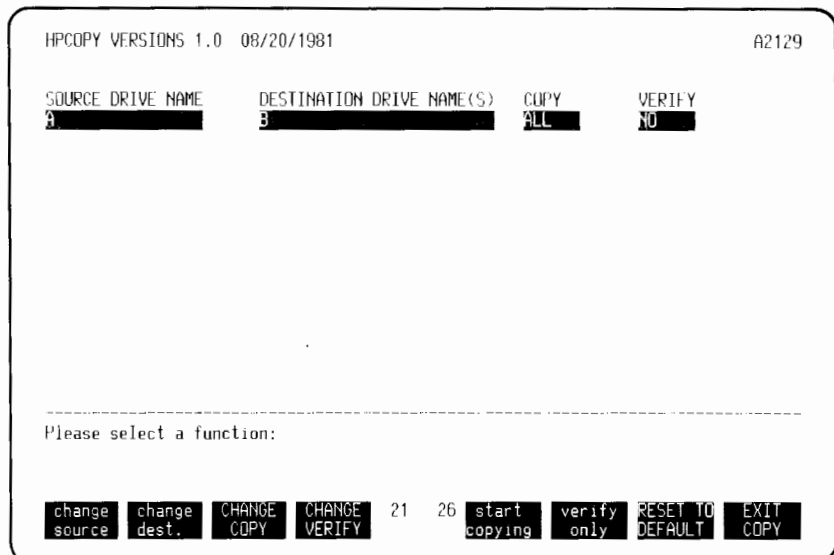 HPCOPY VERSIONS 1.0 08/20/1981 A2129
SOURCE DRIVE NAME DESTINATION DRIVE NAME(S) COPY VERIFY
A B ALL NO
Please select a function:
change change CHANGE CHANGE 21 26 start verify RESET TO EXIT
source dest. COPY VERIFY copying only DEFAULT COPY